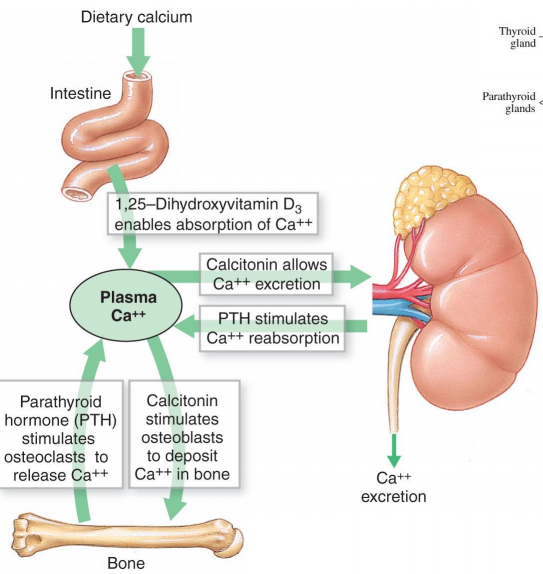 Dietary calcium
Thyroid
gland
Intestine
Parathyroid
glands
1,25–Dihydroxyvitamin D₃
enables absorption of Ca⁺⁺
Calcitonin allows
Ca⁺⁺ excretion
Plasma
Ca⁺⁺
PTH stimulates
Ca⁺⁺ reabsorption
Parathyroid
hormone (PTH)
stimulates
osteoclasts to
release Ca⁺⁺
Calcitonin
stimulates
osteoblasts
to deposit
Ca⁺⁺ in bone
Ca⁺⁺
excretion
Bone